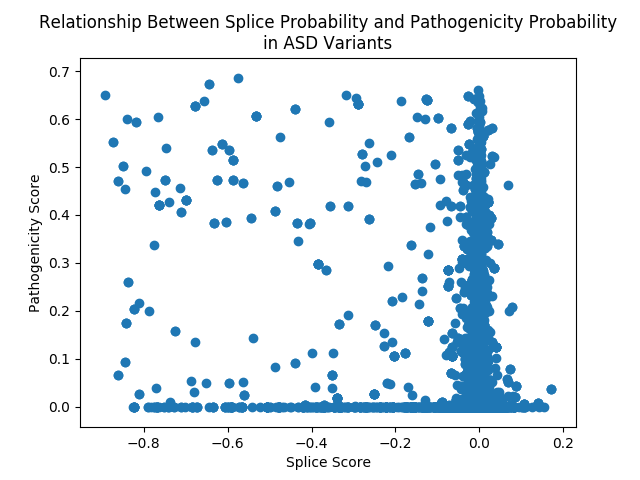 Relationship Between Splice Probability and Pathogenicity Probability
in ASD Variants
0.7
0.6
0.5
0.4
0.3
0.2
0.1
0.0
Pathogenicity Score
−0.8 −0.6 −0.4 −0.2 0.0 0.2
Splice Score